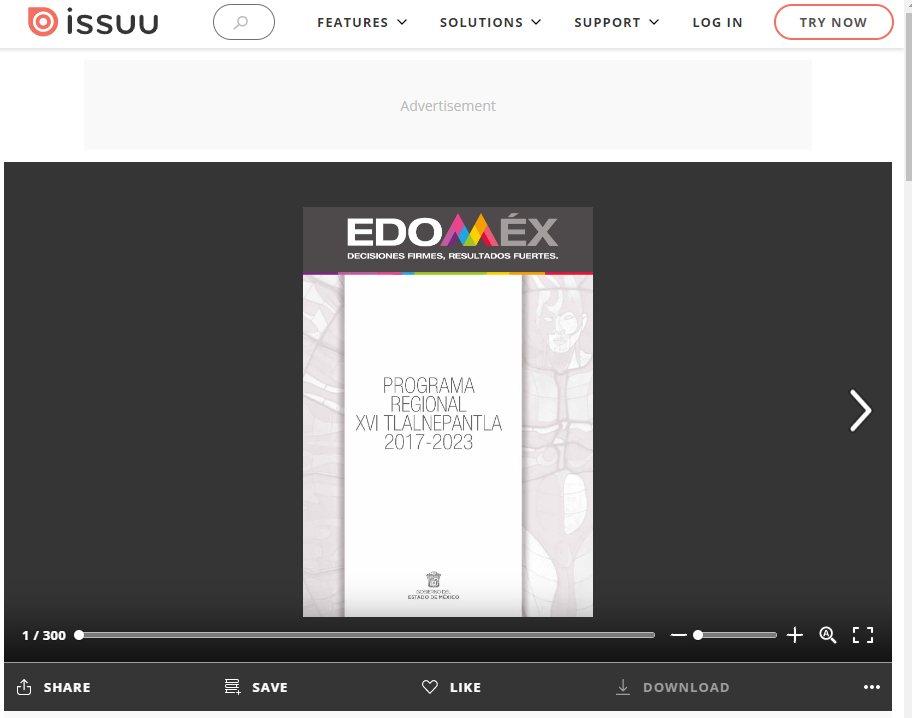 issuu
FEATURES
SOLUTIONS
SUPPORT
LOG IN
TRY NOW
Advertisement
EDOMÉX
DECISIONES FIRMES, RESULTADOS FUERTES.
PROGRAMA
REGIONAL
XVI TLALNEPANTLA
2017-2023
GOBIERNO DEL
ESTADO DE MÉXICO
1 / 300
SHARE
SAVE
LIKE
DOWNLOAD